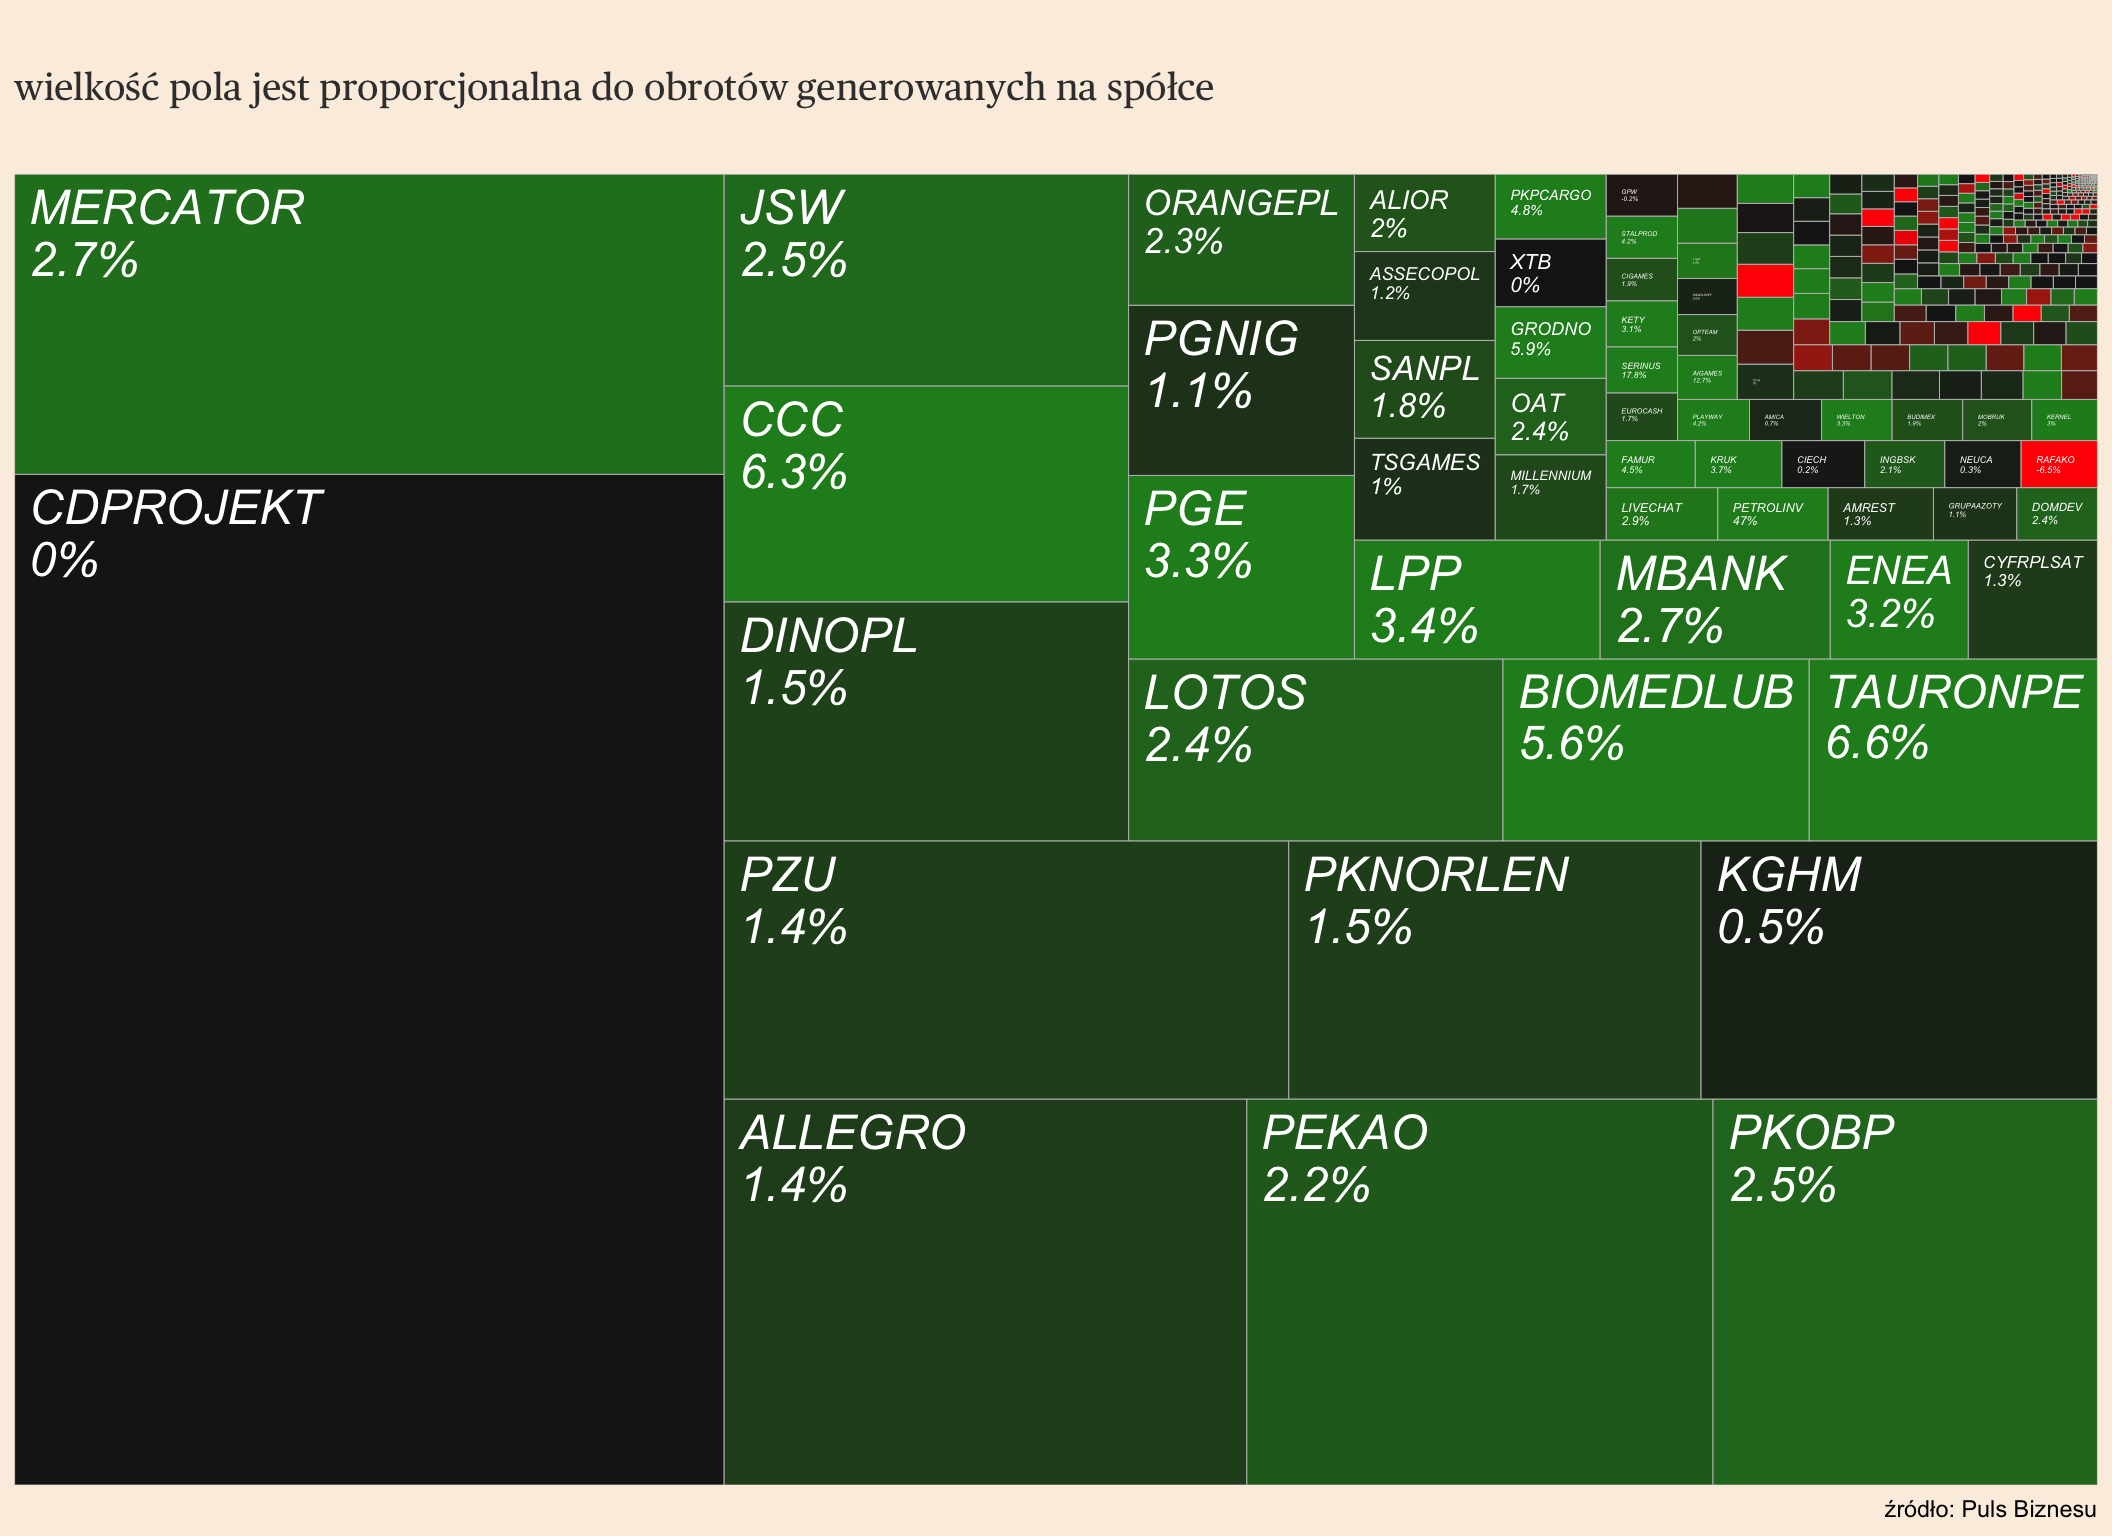 wielkość pola jest proporcjonalna do obrotów generowanych na spółce
MERCATOR
2.7%
CDPROJEKT
0%
JSW
2.5%
CCC
6.3%
DINOPL
1.5%
PZU
1.4%
PKNORLEN
1.5%
KGHM
0.5%
ALLEGRO
1.4%
PEKAO
2.2%
PKOBP
2.5%
ORANGEPL
2.3%
PGNIG
1.1%
PGE
3.3%
LOTOS
2.4%
BIOMEDLUB
5.6%
TAURONPE
6.6%
ALIOR
2%
ASSECOPOL
1.2%
SANPL
1.8%
TSGAMES
1%
LPP
3.4%
MBANK
2.7%
ENEA
3.2%
CYFRPLSAT
1.3%
PKPCARGO
4.8%
XTB
0%
GRODNO
5.9%
OAT
2.4%
MILLENNIUM
1.7%
GPW
-0.2%
STALPROD
4.2%
CIGAMES
1.9%
KETY
3.1%
SERINUS
17.8%
EUROCASH
1.7%
OPTEAM
2%
AIGAMES
12.7%
PLAYWAY
4.2%
AMICA
0.7%
WIELTON
3.3%
BUDIMEX
1.9%
MOBRUK
2%
KERNEL
3%
FAMUR
4.5%
KRUK
3.7%
CIECH
0.2%
INGBSK
2.1%
NEUCA
0.3%
RAFAKO
-6.5%
LIVECHAT
2.9%
PETROLINV
47%
AMREST
1.3%
GRUPAAZOTY
1.1%
DOMDEV
2.4%
źródło: Puls Biznesu